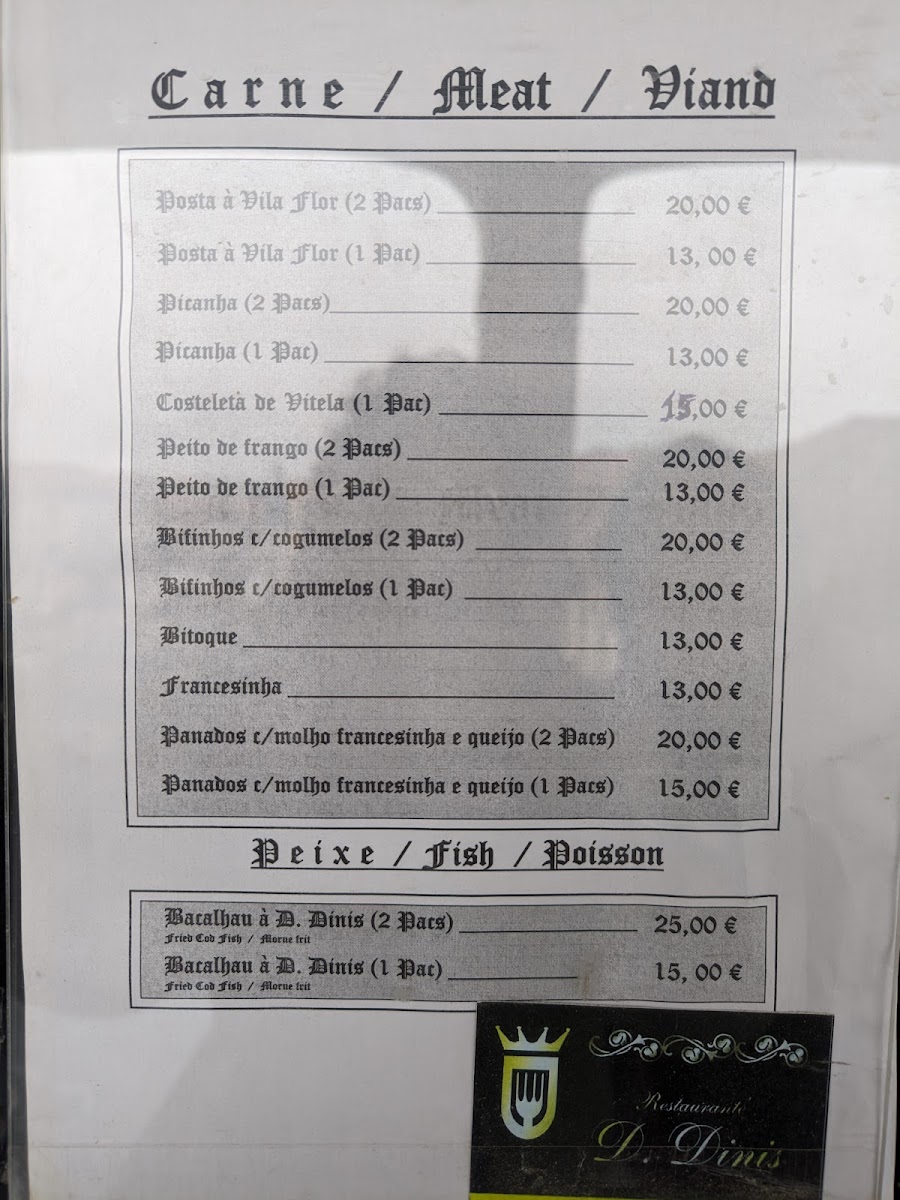 Carne / Meat / Viand
Posta à Vila Flor (2 Pacs) 20,00 €
Posta à Vila Flor (1 Pac) 13, 00 €
Picanha (2 Pacs) 20,00 €
Picanha (1 Pac) 13,00 €
Costeleta de Vitela (1 Pac) 15,00 €
Peito de frango (2 Pacs) 20,00 €
Peito de frango (1 Pac) 13,00 €
Bifinhos c/cogumelos (2 Pacs) 20,00 €
Bifinhos c/cogumelos (1 Pac) 13,00 €
Bitoque 13,00 €
Francesinha 13,00 €
Panados c/molho francesinha e queijo (2 Pacs) 20,00 €
Panados c/molho francesinha e queijo (1 Pacs) 15,00 €
Peixe / Fish / Poisson
Bacalhau à D. Dinis (2 Pacs) 25,00 €
Fried Cod Fish / Morue frit
Bacalhau à D. Dinis (1 Pac) 15, 00 €
Fried Cod Fish / Morue frit
Restaurante
D. Dinis